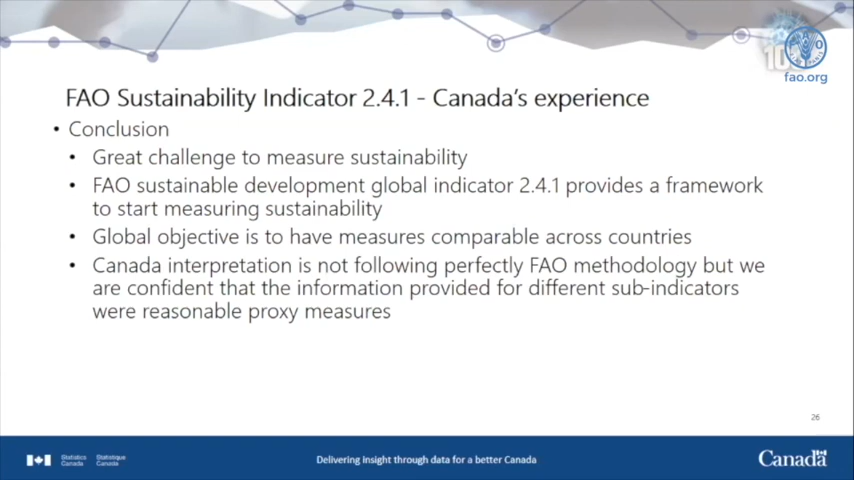 FAO
fao.org
FAO Sustainability Indicator 2.4.1 - Canada's experience
• Conclusion
• Great challenge to measure sustainability
• FAO sustainable development global indicator 2.4.1 provides a framework
to start measuring sustainability
• Global objective is to have measures comparable across countries
• Canada interpretation is not following perfectly FAO methodology but we
are confident that the information provided for different sub-indicators
were reasonable proxy measures
26
Statistics Statistique
Canada Canada
Delivering insight through data for a better Canada
Canada